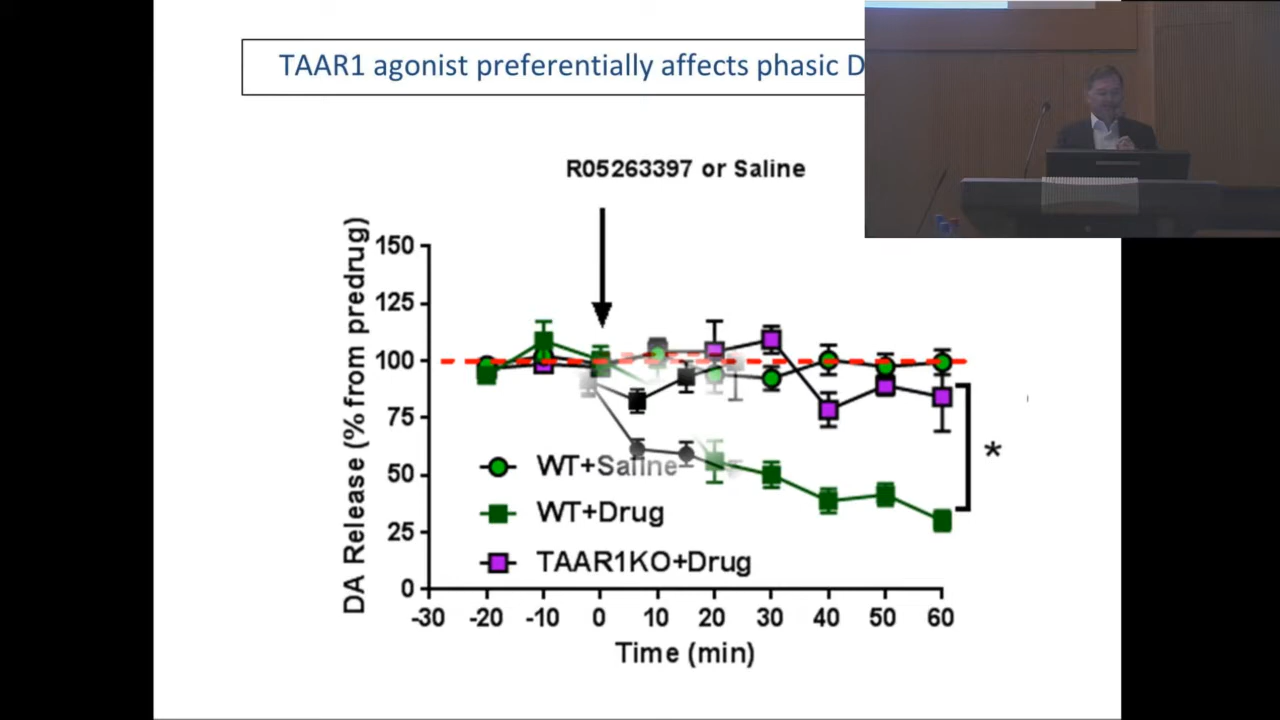 TAAR1 agonist preferentially affects phasic D
R05263397 or Saline
DA Release (% from predrug)
150
125
100
75
50
25
0
WT+Saline
WT+Drug
TAAR1KO+Drug
*
-30 -20 -10 0 10 20 30 40 50 60
Time (min)